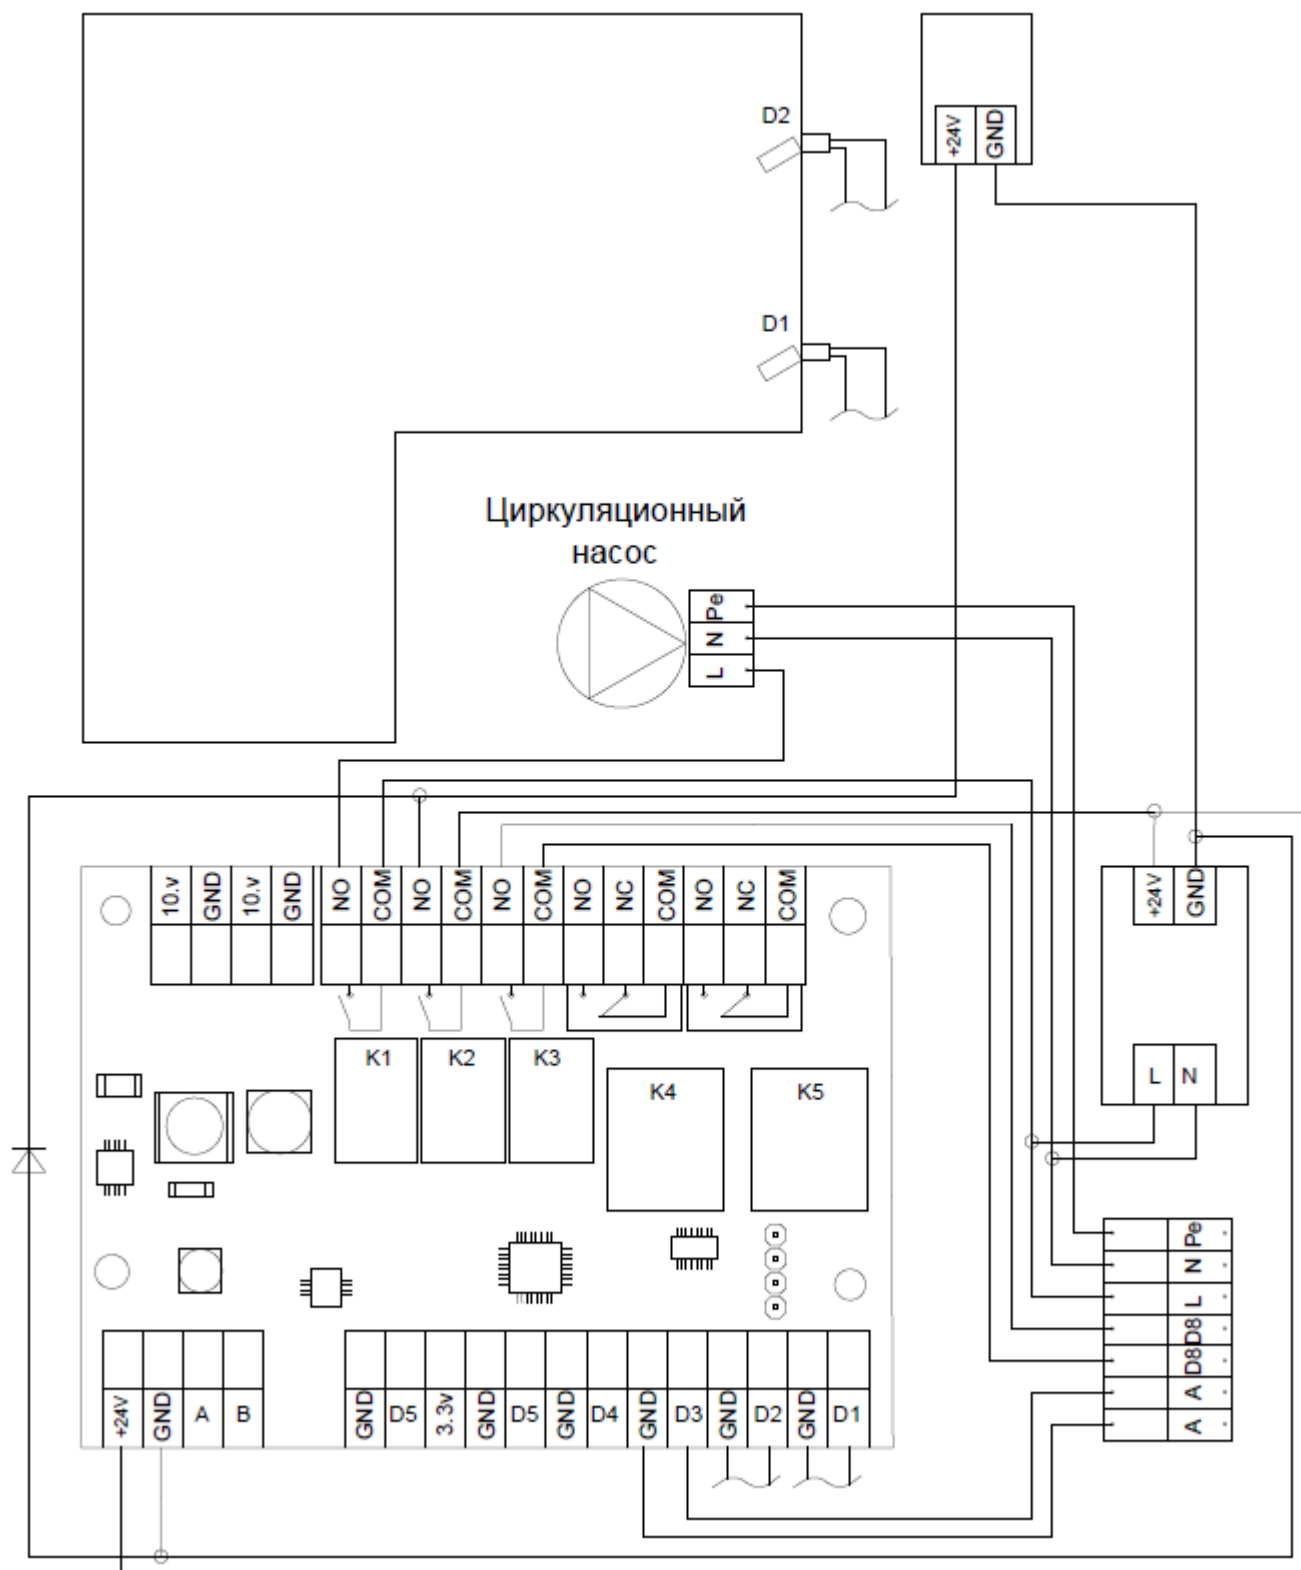 D2
+24V
GND
D1
Циркуляционный
насос
Pe
N
L
10.v
GND
10.v
GND
NO
COM
NO
COM
NO
COM
NO
NC
COM
NO
NC
COM
+24V
GND
K1
K2
K3
K4
K5
L
N
Pe
N
L
D8
D8
A
A
+24V
GND
A
B
GND
D5
3.3v
GND
D5
GND
D4
GND
D3
GND
D2
GND
D1